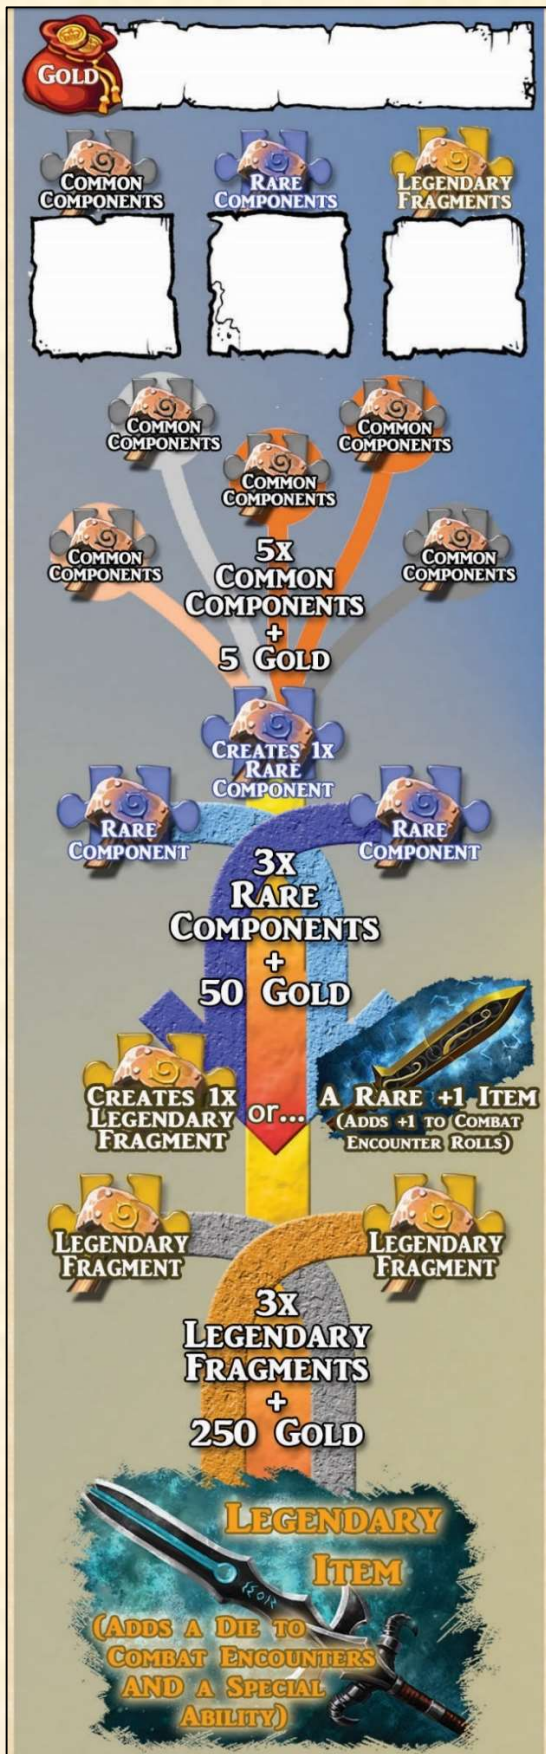 GOLD
COMMON
COMPONENTS
RARE
COMPONENTS
LEGENDARY
FRAGMENTS
COMMON
COMPONENTS
COMMON
COMPONENTS
COMMON
COMPONENTS
COMMON
COMPONENTS
COMMON
COMPONENTS
5X
COMMON
COMPONENTS
+
5 GOLD
CREATES 1X
RARE
COMPONENT
RARE
COMPONENT
RARE
COMPONENT
3X
RARE
COMPONENTS
+
50 GOLD
CREATES 1X
LEGENDARY
FRAGMENT
or...
A RARE +1 ITEM
(ADDS +1 TO COMBAT
ENCOUNTER ROLLS)
LEGENDARY
FRAGMENT
LEGENDARY
FRAGMENT
3X
LEGENDARY
FRAGMENTS
+
250 GOLD
LEGENDARY
ITEM
(ADDS A DIE TO
COMBAT ENCOUNTERS
AND A SPECIAL
ABILITY)